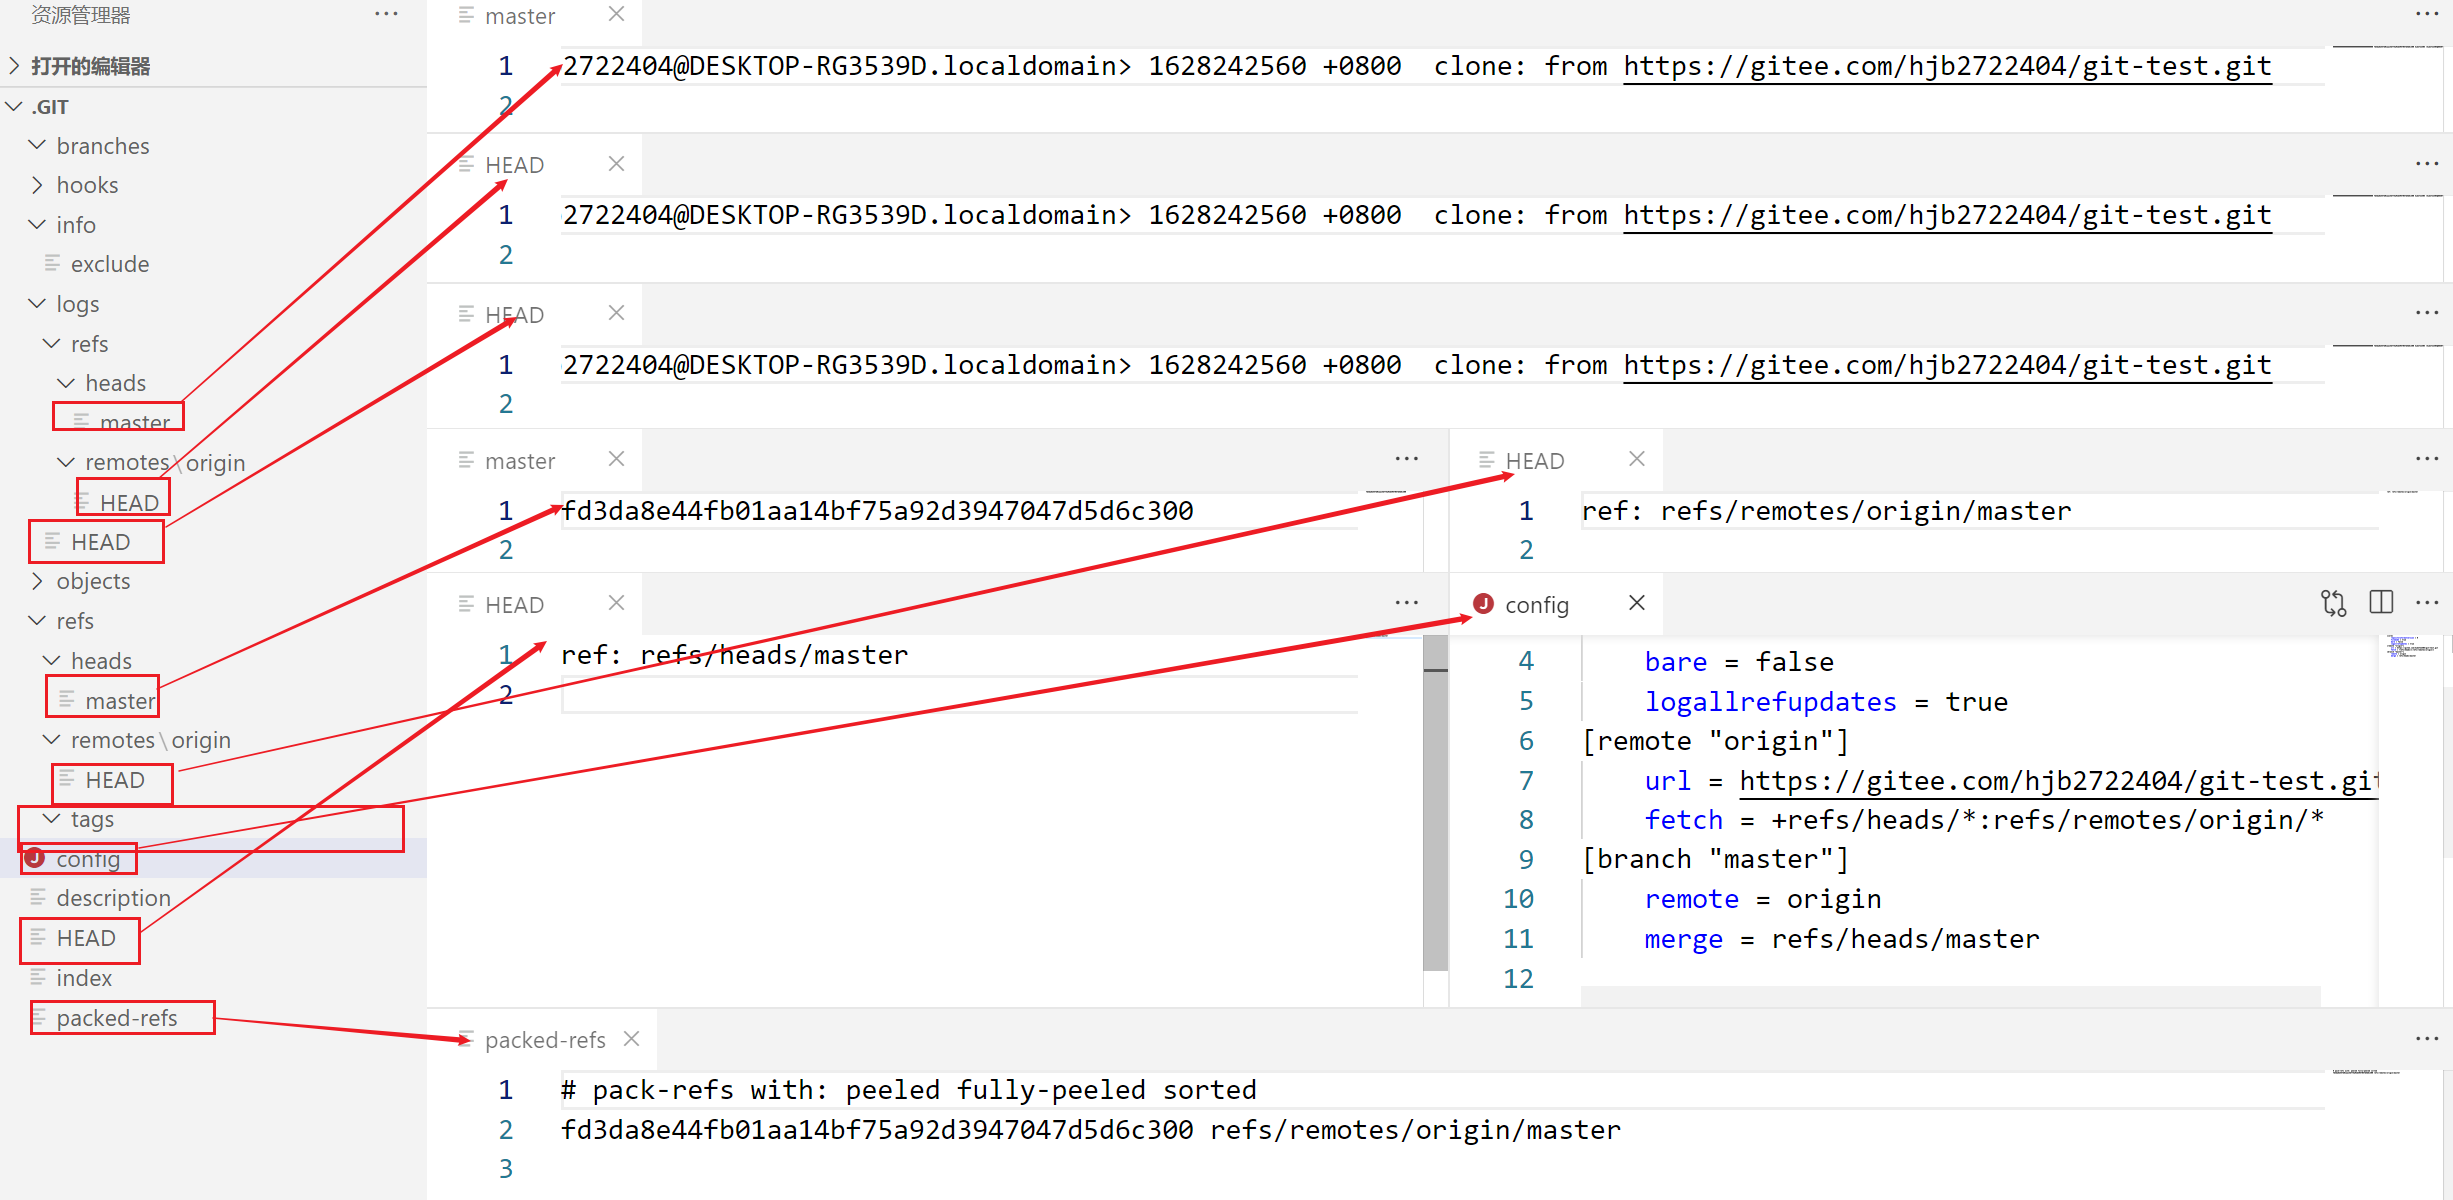 资源管理器
打开的编辑器
.GIT
branches
hooks
info
exclude
logs
refs
heads
master
remotes\origin
HEAD
HEAD
objects
refs
heads
master
remotes\origin
HEAD
tags
config
description
HEAD
index
packed-refs
master
1 2722404@DESKTOP-RG3539D.localdomain> 1628242560 +0800 clone: from https://gitee.com/hjb2722404/git-test.git
2
HEAD
1 2722404@DESKTOP-RG3539D.localdomain> 1628242560 +0800 clone: from https://gitee.com/hjb2722404/git-test.git
2
HEAD
1 2722404@DESKTOP-RG3539D.localdomain> 1628242560 +0800 clone: from https://gitee.com/hjb2722404/git-test.git
2
master
1 fd3da8e44fb01aa14bf75a92d3947047d5d6c300
2
HEAD
1 ref: refs/remotes/origin/master
2
HEAD
1 ref: refs/heads/master
2
J config
4 bare = false
5 logallrefupdates = true
6 [remote "origin"]
7 url = https://gitee.com/hjb2722404/git-test.git
8 fetch = +refs/heads/*:refs/remotes/origin/*
9 [branch "master"]
10 remote = origin
11 merge = refs/heads/master
12
packed-refs
1 # pack-refs with: peeled fully-peeled sorted
2 fd3da8e44fb01aa14bf75a92d3947047d5d6c300 refs/remotes/origin/master
3